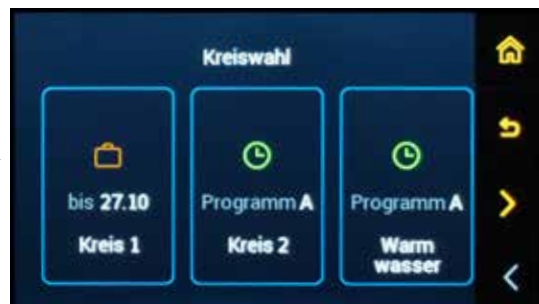 Kreiswahl
bis 27.10
Kreis 1
Programm A
Kreis 2
Programm A
Warm
wasser